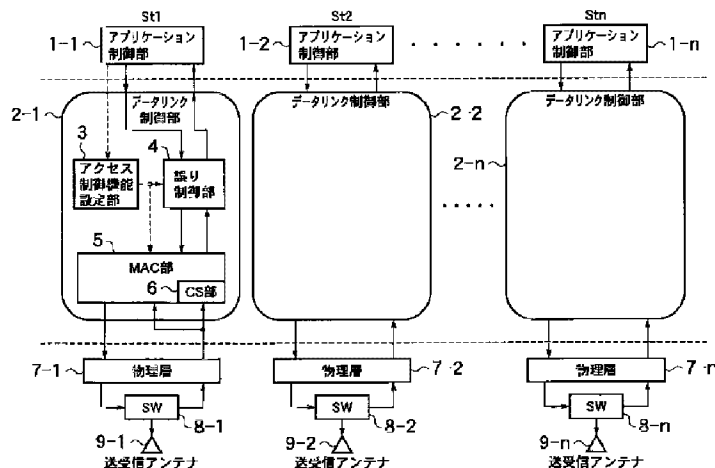 St1
St2
Stn
アプリケーション
制御部
アプリケーション
制御部
アプリケーション
制御部
1-1
1-2
1-n
2-1
データリンク
制御部
データリンク制御部
2-2
データリンク制御部
2-n
3
アクセス
制御機能
設定部
4
誤り
制御部
5
MAC部
6
CS部
7-1
物理層
物理層
7-2
物理層
7-n
SW
8-1
SW
8-2
SW
8-n
9-1
送受信アンテナ
9-2
送受信アンテナ
9-n
送受信アンテナ